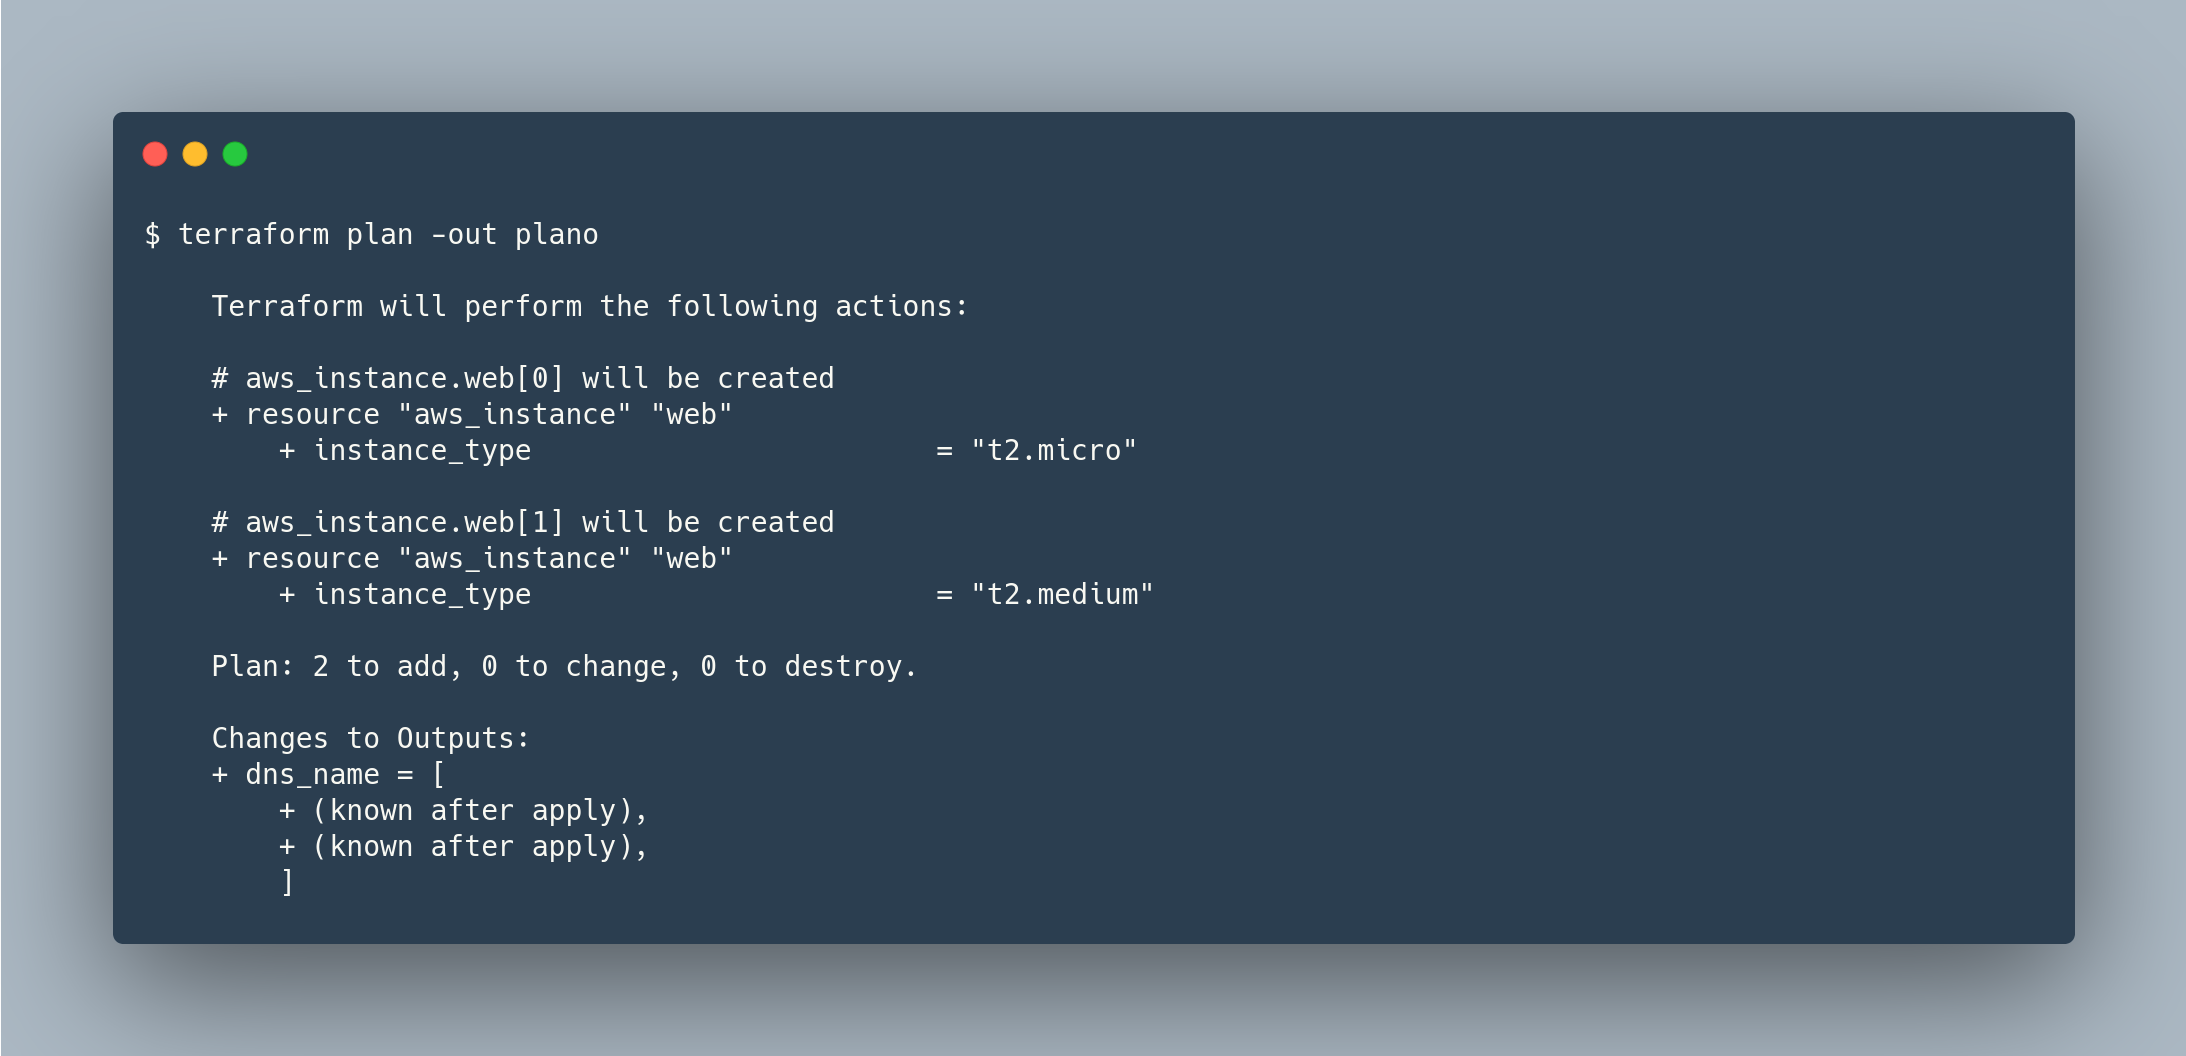 $ terraform plan -out plano
Terraform will perform the following actions:
# aws_instance.web[0] will be created
+ resource "aws_instance" "web"
+ instance_type = "t2.micro"
# aws_instance.web[1] will be created
+ resource "aws_instance" "web"
+ instance_type = "t2.medium"
Plan: 2 to add, 0 to change, 0 to destroy.
Changes to Outputs:
+ dns_name = [
+ (known after apply),
+ (known after apply),
]